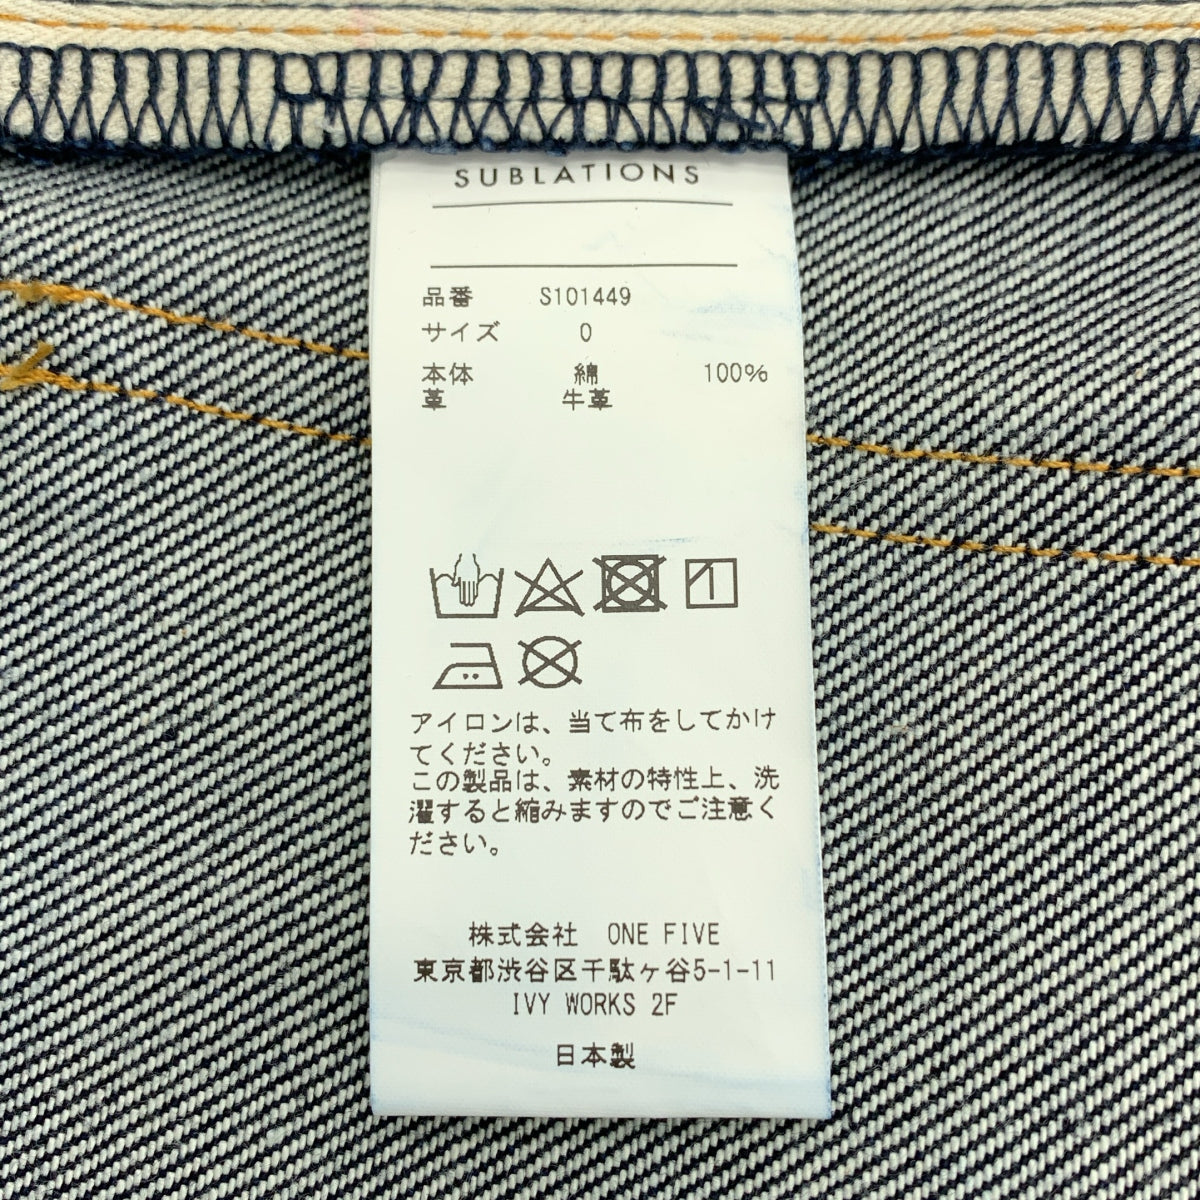 SUBLATIONS
品番 S101449
サイズ 0
本体 綿 100%
革 牛革
アイロンは、当て布をしてかけ
てください。
この製品は、素材の特性上、洗
濯すると縮みますのでご注意く
ださい。
株式会社 ONE FIVE
東京都渋谷区千駄ヶ谷5-1-11
IVY WORKS 2F
日本製